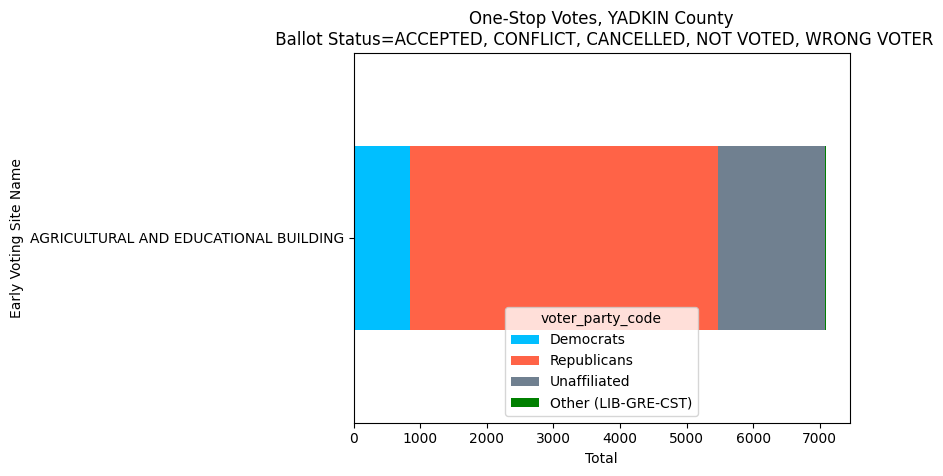 One-Stop Votes, YADKIN County
Ballot Status=ACCEPTED, CONFLICT, CANCELLED, NOT VOTED, WRONG VOTER
Early Voting Site Name
AGRICULTURAL AND EDUCATIONAL BUILDING
voter_party_code
Democrats
Republicans
Unaffiliated
Other (LIB-GRE-CST)
0 1000 2000 3000 4000 5000 6000 7000
Total